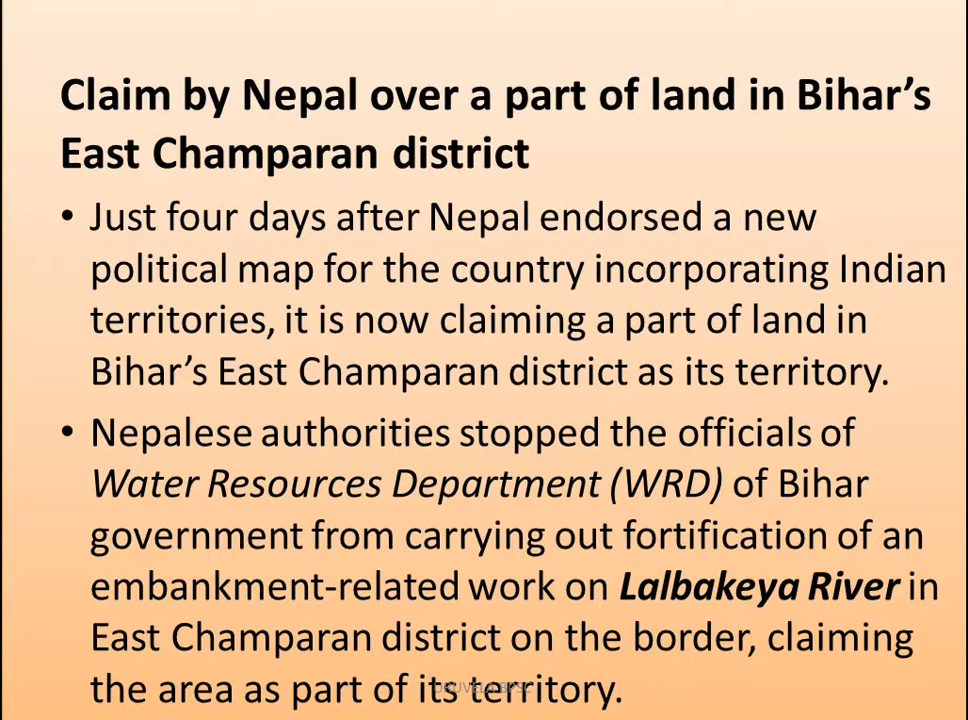 Claim by Nepal over a part of land in Bihar’s
East Champaran district
• Just four days after Nepal endorsed a new
political map for the country incorporating Indian
territories, it is now claiming a part of land in
Bihar’s East Champaran district as its territory.
• Nepalese authorities stopped the officials of
Water Resources Department (WRD) of Bihar
government from carrying out fortification of an
embankment-related work on Lalbakeya River in
East Champaran district on the border, claiming
the area as part of its territory.